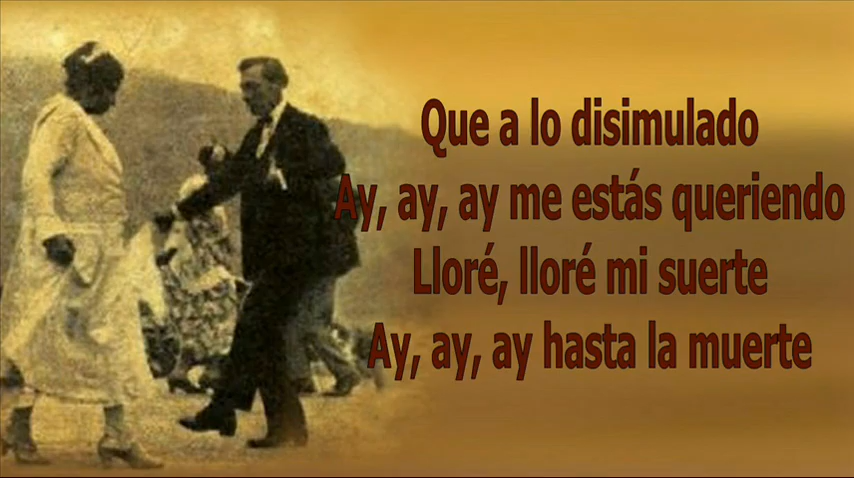 Que a lo disimulado
Ay, ay, ay me estás queriendo
Lloré, lloré mi suerte
Ay, ay, ay hasta la muerte